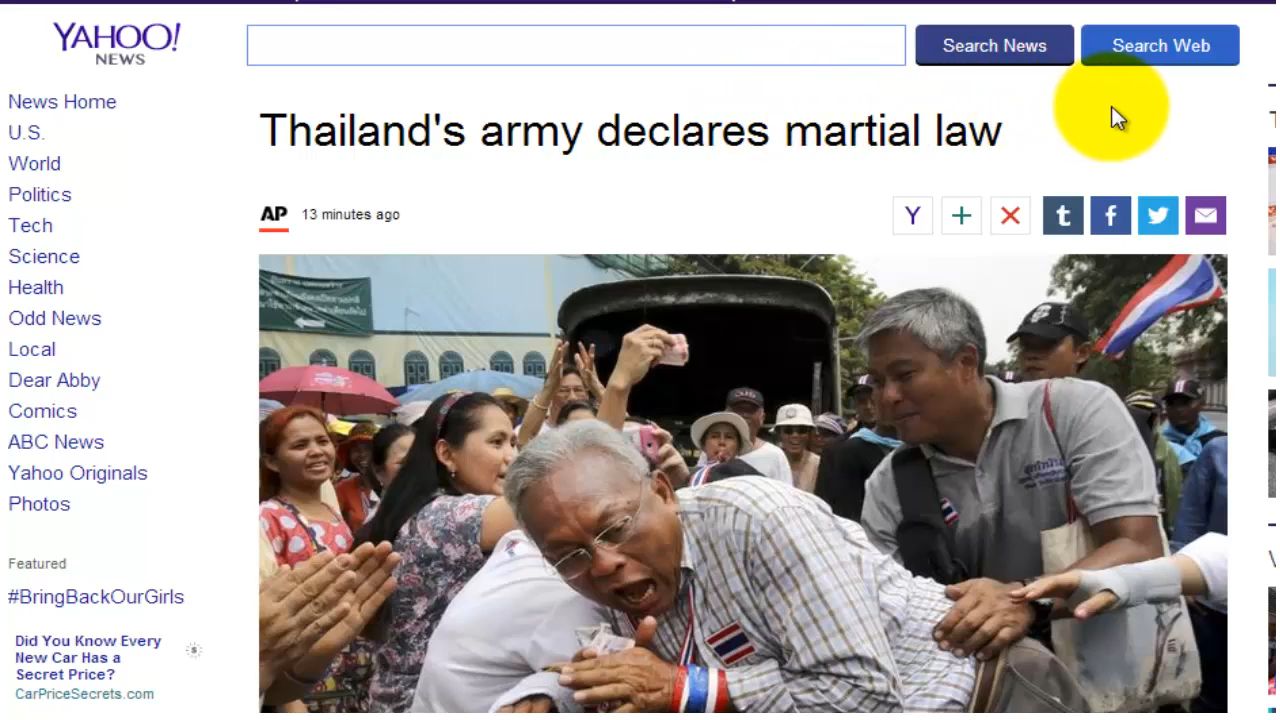 YAHOO!
NEWS
Search News
Search Web
News Home
U.S.
World
Politics
Tech
Science
Health
Odd News
Local
Dear Abby
Comics
ABC News
Yahoo Originals
Photos
Featured
#BringBackOurGirls
Did You Know Every
New Car Has a
Secret Price?
CarPriceSecrets.com
Thailand's army declares martial law
AP
13 minutes ago
Y
t
f